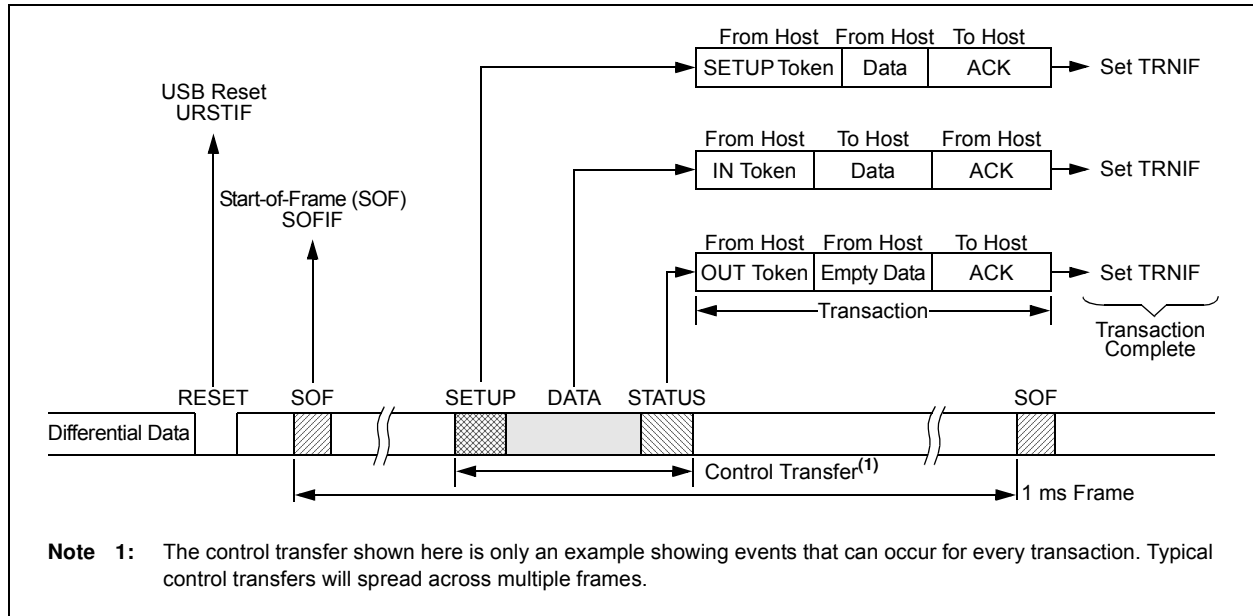 From Host From Host To Host
SETUP Token Data ACK Set TRNIF
USB Reset
URSTIF
From Host To Host From Host
IN Token Data ACK Set TRNIF
Start-of-Frame (SOF)
SOFIF
From Host From Host To Host
OUT Token Empty Data ACK Set TRNIF
Transaction
Transaction
Complete
RESET SOF SETUP DATA STATUS SOF
Differential Data
Control Transfer(1)
1 ms Frame
Note 1: The control transfer shown here is only an example showing events that can occur for every transaction. Typical
control transfers will spread across multiple frames.